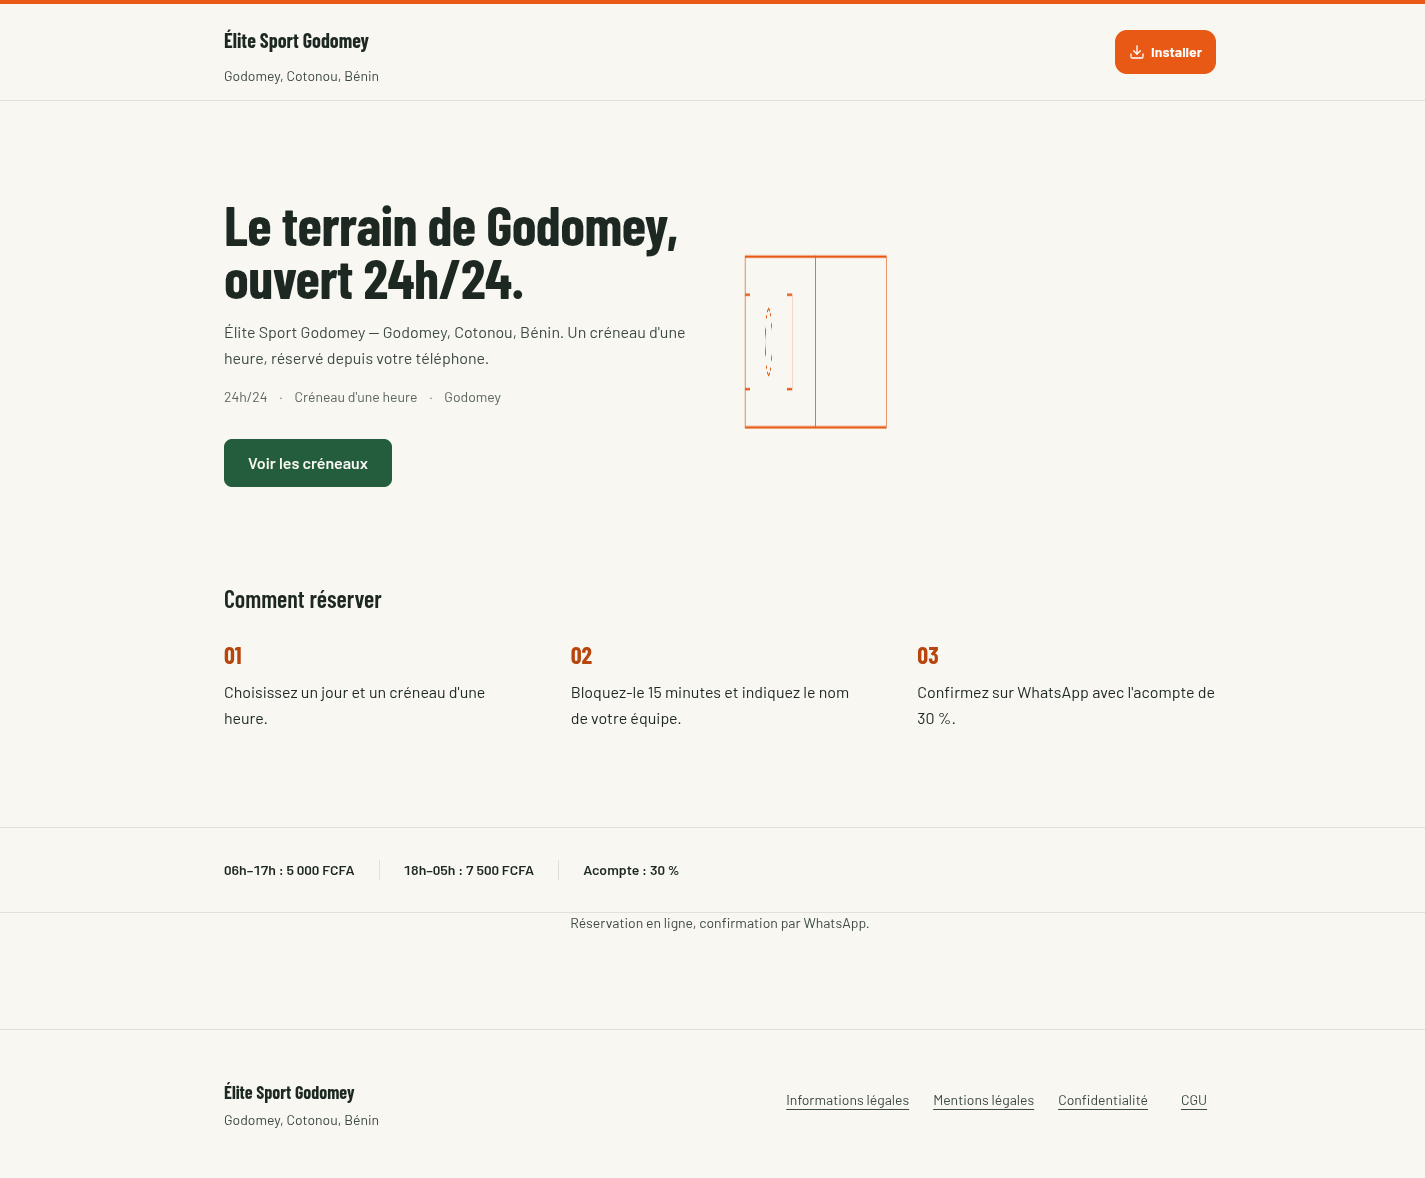 Élite Sport Godomey
Godomey, Cotonou, Bénin
Installer
Le terrain de Godomey,
ouvert 24h/24.
Élite Sport Godomey — Godomey, Cotonou, Bénin. Un créneau d'une
heure, réservé depuis votre téléphone.
24h/24 · Créneau d'une heure · Godomey
Voir les créneaux
Comment réserver
01
Choisissez un jour et un créneau d'une
heure.
02
Bloquez-le 15 minutes et indiquez le nom
de votre équipe.
03
Confirmez sur WhatsApp avec l'acompte de
30 %.
06h–17h : 5 000 FCFA
18h–05h : 7 500 FCFA
Acompte : 30 %
Réservation en ligne, confirmation par WhatsApp.
Élite Sport Godomey
Godomey, Cotonou, Bénin
Informations légales
Mentions légales
Confidentialité
CGU